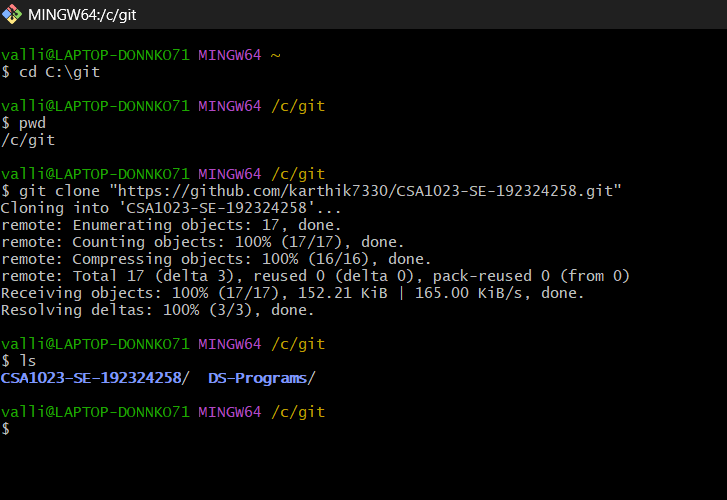 MINGW64:/c/git
valli@LAPTOP-DONNKO71 MINGW64 ~
$ cd C:\git
valli@LAPTOP-DONNKO71 MINGW64 /c/git
$ pwd
/c/git
valli@LAPTOP-DONNKO71 MINGW64 /c/git
$ git clone "https://github.com/karthik7330/CSA1023-SE-192324258.git"
Cloning into 'CSA1023-SE-192324258'...
remote: Enumerating objects: 17, done.
remote: Counting objects: 100% (17/17), done.
remote: Compressing objects: 100% (16/16), done.
remote: Total 17 (delta 3), reused 0 (delta 0), pack-reused 0 (from 0)
Receiving objects: 100% (17/17), 152.21 KiB | 165.00 KiB/s, done.
Resolving deltas: 100% (3/3), done.
valli@LAPTOP-DONNKO71 MINGW64 /c/git
$ ls
CSA1023-SE-192324258/  DS-Programs/
valli@LAPTOP-DONNKO71 MINGW64 /c/git
$